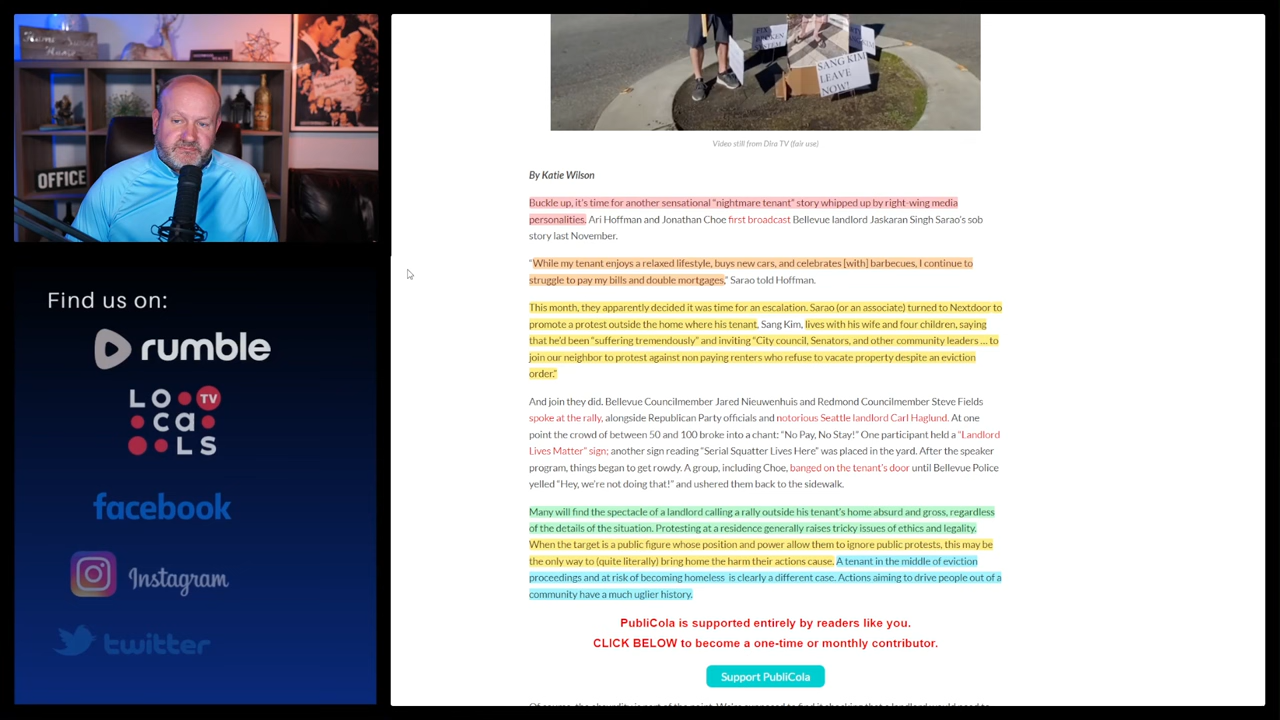 OFFICE
Find us on:
rumble
LOcaLS
TV
facebook
Instagram
twitter
SANG KIM
LEAVE
NOW!
Video still from Dira TV (fair use)
By Katie Wilson
Buckle up, it's time for another sensational "nightmare tenant" story whipped up by right-wing media
personalities. Ari Hoffman and Jonathan Choe first broadcast Bellevue landlord Jaskaran Singh Sarao's sob
story last November.
"While my tenant enjoys a relaxed lifestyle, buys new cars, and celebrates [with] barbecues, I continue to
struggle to pay my bills and double mortgages," Sarao told Hoffman.
This month, they apparently decided it was time for an escalation. Sarao (or an associate) turned to Nextdoor to
promote a protest outside the home where his tenant, Sang Kim, lives with his wife and four children, saying
that he'd been "suffering tremendously" and inviting "City council, Senators, and other community leaders … to
join our neighbor to protest against non paying renters who refuse to vacate property despite an eviction
order."
And join they did. Bellevue Councilmember Jared Nieuwenhuis and Redmond Councilmember Steve Fields
spoke at the rally, alongside Republican Party officials and notorious Seattle landlord Carl Haglund. At one
point the crowd of between 50 and 100 broke into a chant: "No Pay, No Stay!" One participant held a "Landlord
Lives Matter" sign; another sign reading "Serial Squatter Lives Here" was placed in the yard. After the speaker
program, things began to get rowdy. A group, including Choe, banged on the tenant's door until Bellevue Police
yelled "Hey, we're not doing that!" and ushered them back to the sidewalk.
Many will find the spectacle of a landlord calling a rally outside his tenant's home absurd and gross, regardless
of the details of the situation. Protesting at a residence generally raises tricky issues of ethics and legality.
When the target is a public figure whose position and power allow them to ignore public protests, this may be
the only way to (quite literally) bring home the harm their actions cause. A tenant in the middle of eviction
proceedings and at risk of becoming homeless is clearly a different case. Actions aiming to drive people out of a
community have a much uglier history.
PubliCola is supported entirely by readers like you.
CLICK BELOW to become a one-time or monthly contributor.
Support PubliCola